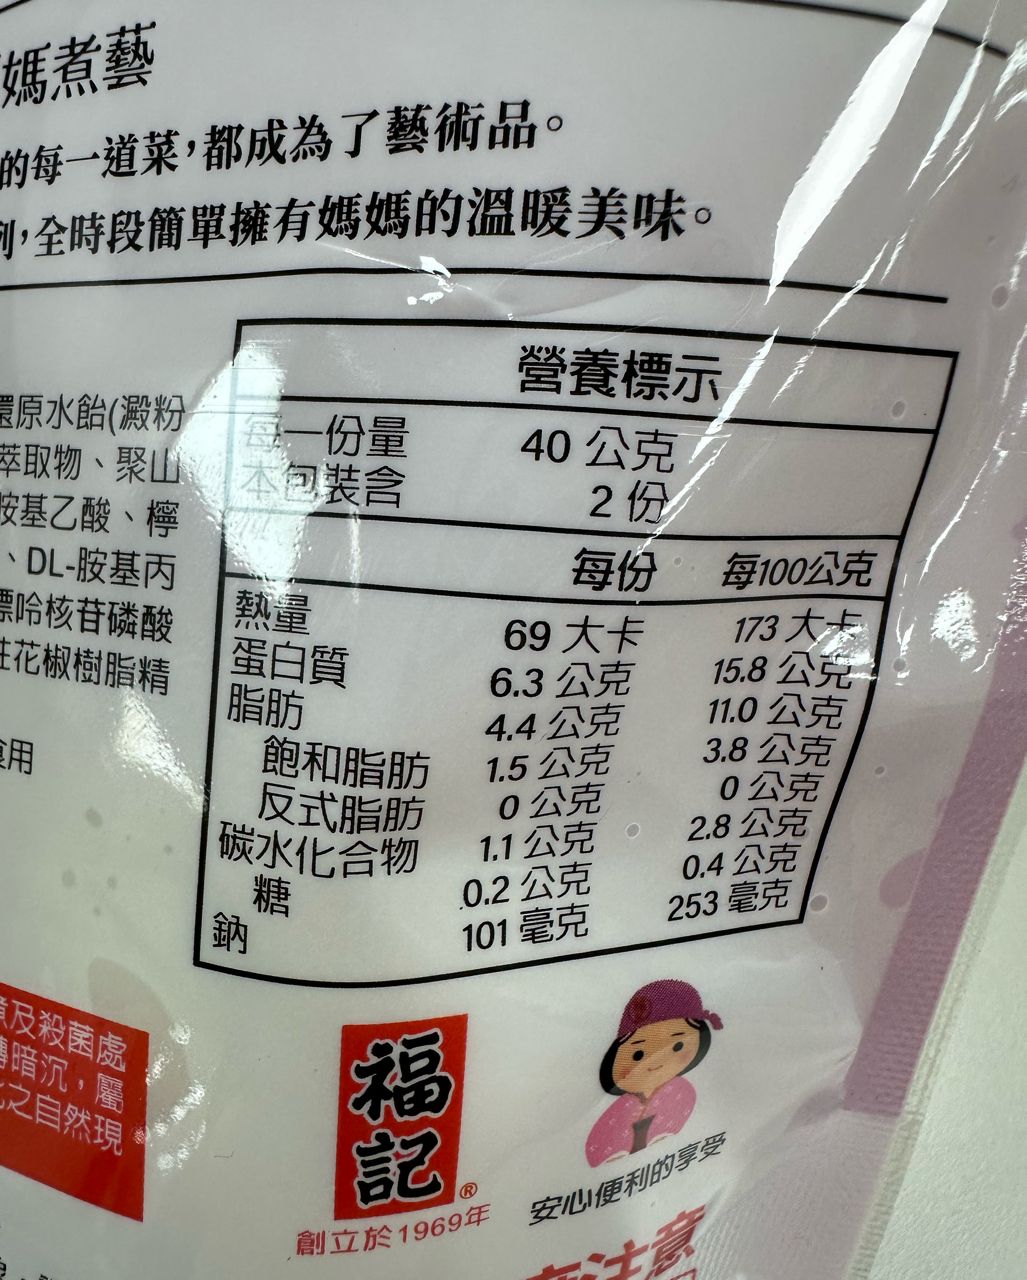 媽煮藝
的每一道菜,都成為了藝術品。
列,全時段簡單擁有媽媽的溫暖美味。
還原水飴(澱粉
萃取物、聚山
胺基乙酸、檸
、DL-胺基丙
嘌呤核苷磷酸
花椒樹脂精
食用
營養標示
每一份量 40 公克
本包裝含 2 份
每份 每100公克
熱量 69 大卡 173 大卡
蛋白質 6.3 公克 15.8 公克
脂肪 4.4 公克 11.0 公克
飽和脂肪 1.5 公克 3.8 公克
反式脂肪 0 公克 0 公克
碳水化合物 1.1 公克 2.8 公克
糖 0.2 公克 0.4 公克
鈉 101 毫克 253 毫克
及殺菌處
轉暗沉,屬
之自然現
福記®
創立於1969年
安心便利的享受
注意